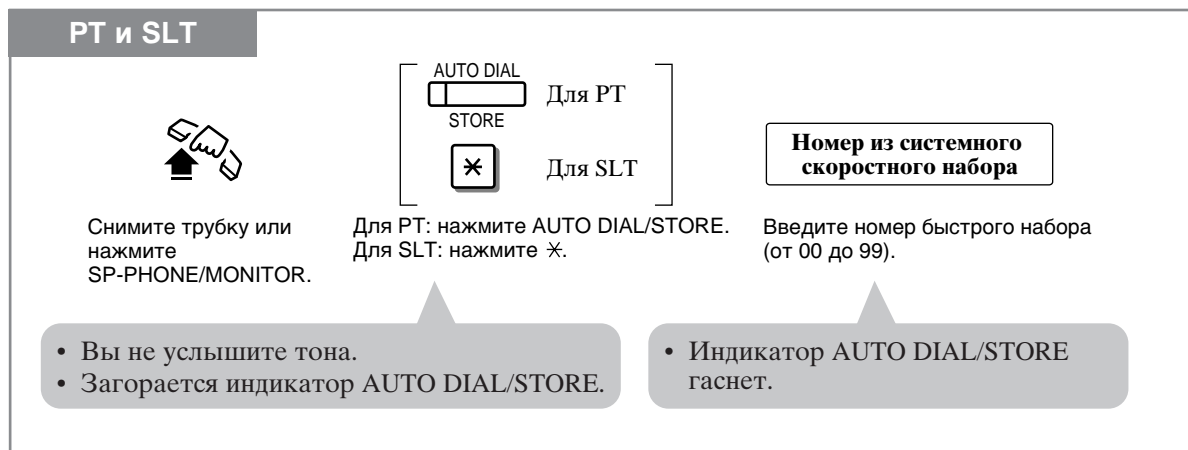 PT и SLT
AUTO DIAL
Для PT
STORE
Для SLT
Номер из системного
скоростного набора
Снимите трубку или
нажмите
SP-PHONE/MONITOR.
Для PT: нажмите AUTO DIAL/STORE.
Для SLT: нажмите ✳.
Введите номер быстрого набора
(от 00 до 99).
• Вы не услышите тона.
• Загорается индикатор AUTO DIAL/STORE.
• Индикатор AUTO DIAL/STORE
гаснет.